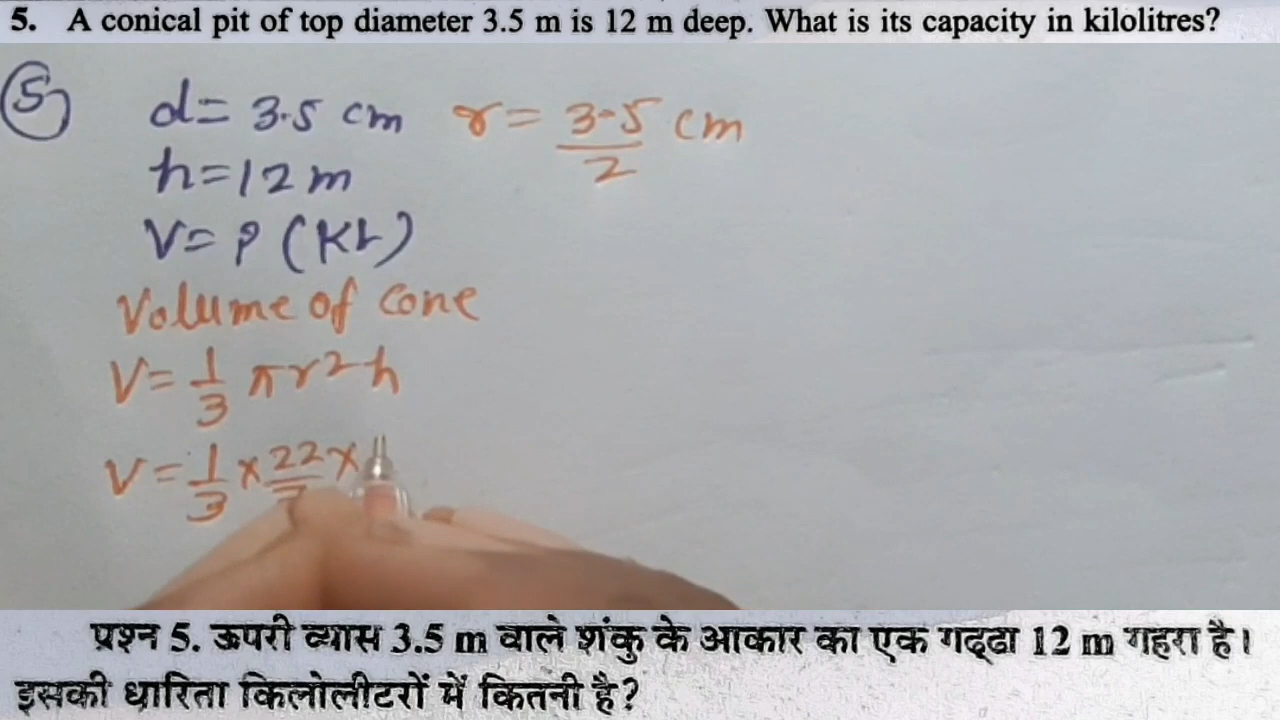 5. A conical pit of top diameter 3.5 m is 12 m deep. What is its capacity in kilolitres?
5 d = 3.5 cm r = 3.5/2 cm
h = 12 m
V = ? (KL)
Volume of cone
V = 1/3 πr²h
V = 1/3 × 22/7 ×
प्रश्न 5. ऊपरी व्यास 3.5 m वाले शंकु के आकार का एक गड्ढा 12 m गहरा है।
इसकी धारिता किलोलीटरों में कितनी है?